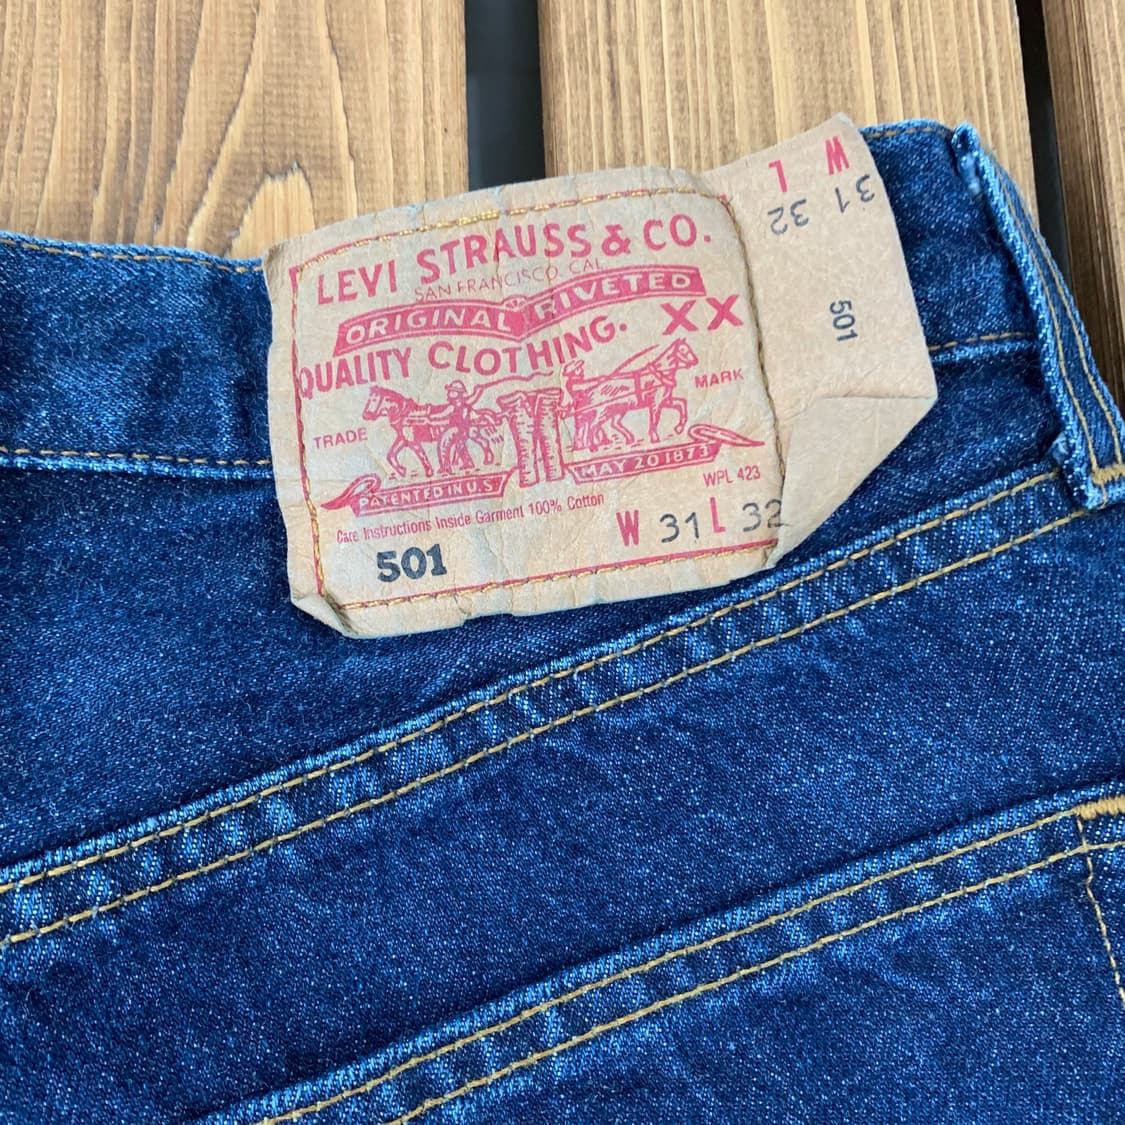 LEVI STRAUSS & CO.
SAN FRANCISCO. CAL
ORIGINAL RIVETED
QUALITY CLOTHING. XX
TRADE MARK
PATENTED IN U.S. MAY 20 1873
WPL 423
Care Instructions Inside Garment 100% Cotton
501 W 31 L 32
W L
31 32
501